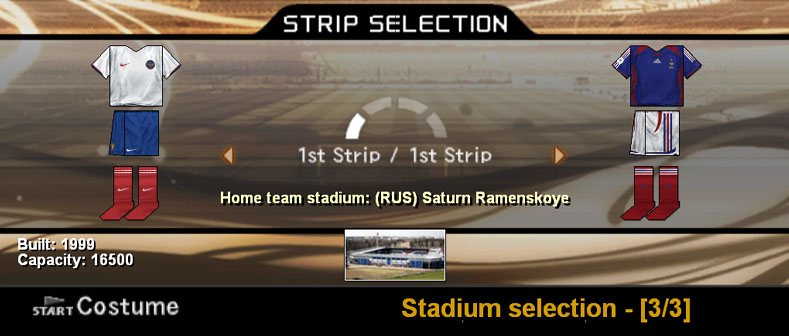 STRIP SELECTION
1st Strip / 1st Strip
Home team stadium: (RUS) Saturn Ramenskoye
Built: 1999
Capacity: 16500
START Costume
Stadium selection - [3/3]